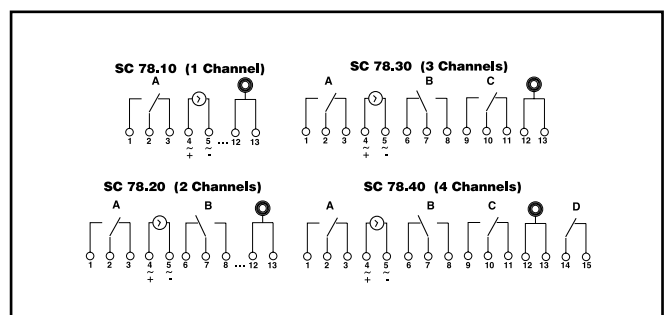 SC 78.10 (1 Channel)
A
1 2 3 4 5 ... 12 13
~ ~
+ -
SC 78.30 (3 Channels)
A B C
1 2 3 4 5 6 7 8 9 10 11 12 13
~ ~
+ -
SC 78.20 (2 Channels)
A B
1 2 3 4 5 6 7 8 ... 12 13
~ ~
+ -
SC 78.40 (4 Channels)
A B C D
1 2 3 4 5 6 7 8 9 10 11 12 13 14 15
~ ~
+ -